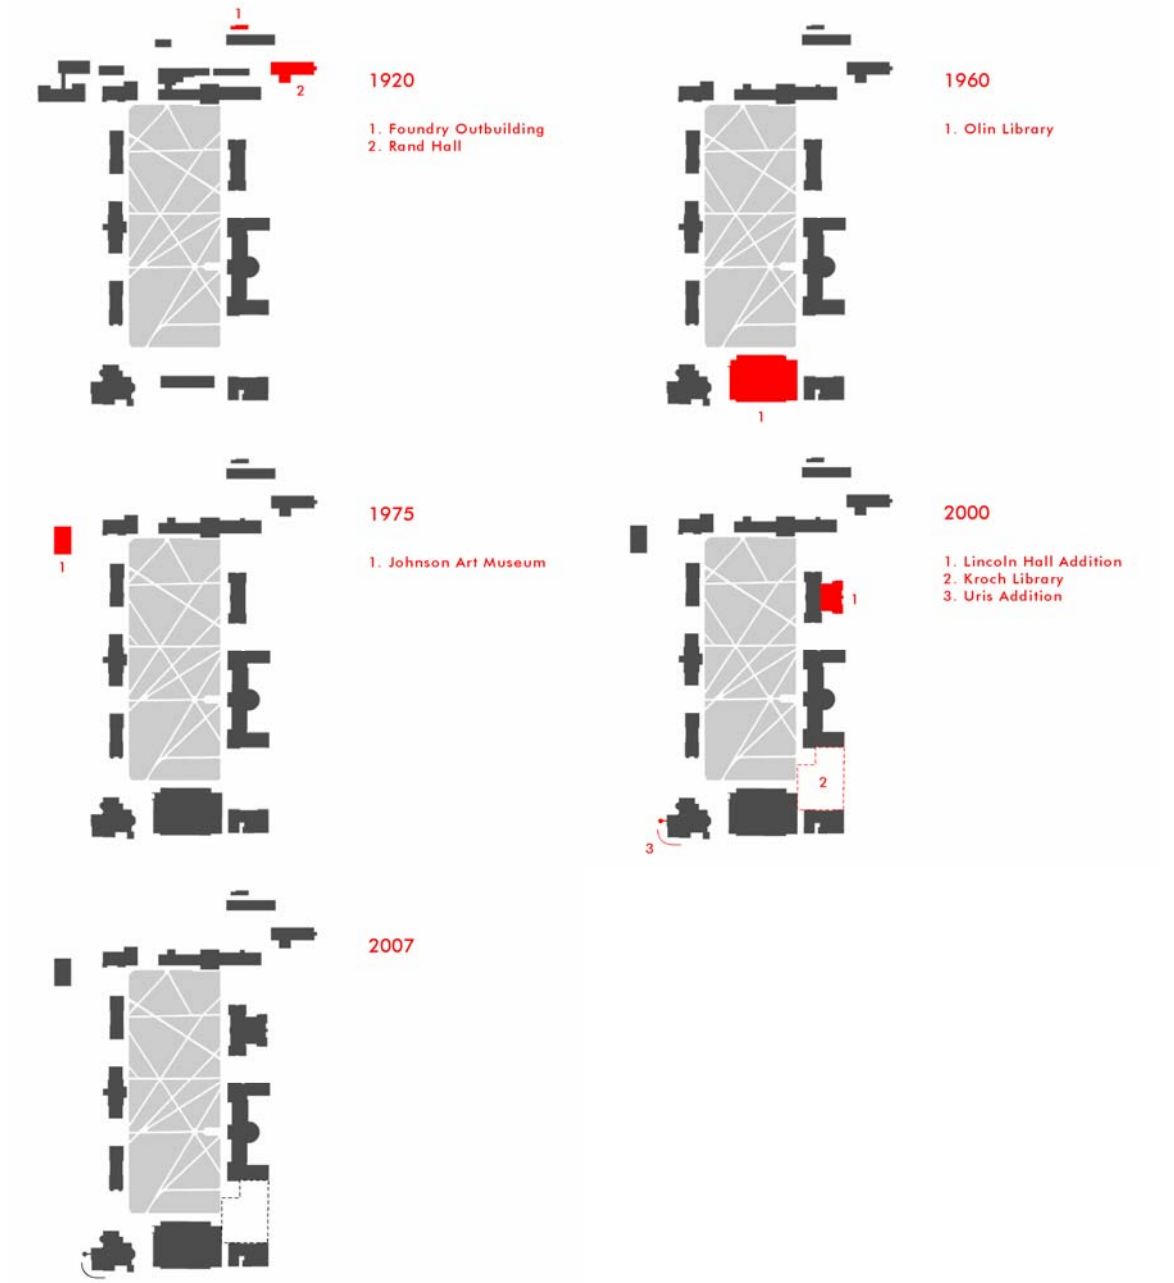 1
2
1920
1. Foundry Outbuilding
2. Rand Hall
1960
1. Olin Library
1
1975
1. Johnson Art Museum
1
2000
1. Lincoln Hall Addition
2. Kroch Library
3. Uris Addition
1
2
3
2007